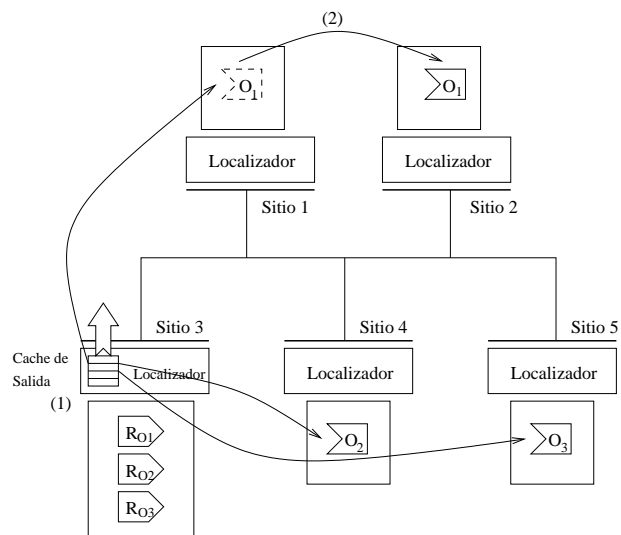 (2)
O1
O1
Localizador
Localizador
Sitio 1
Sitio 2
Sitio 3
Sitio 4
Sitio 5
Cache de
Salida
Localizador
Localizador
Localizador
(1)
RO1
O2
O3
RO2
RO3